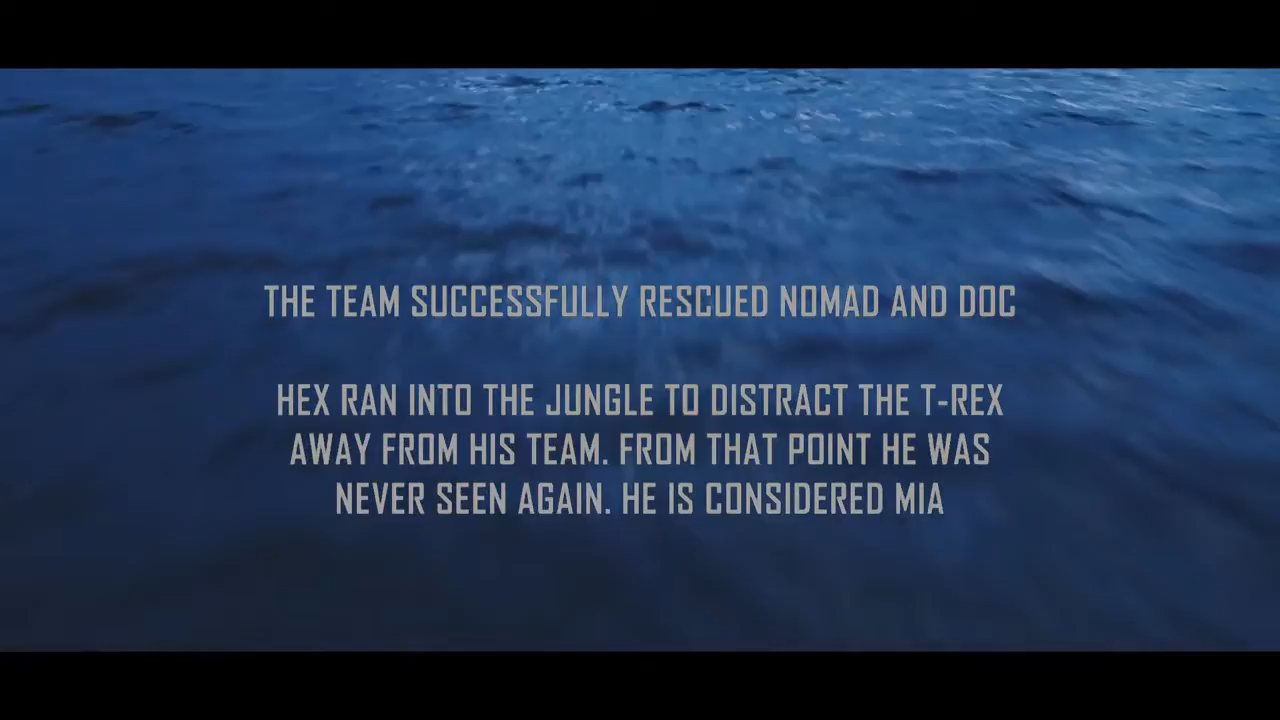 THE TEAM SUCCESSFULLY RESCUED NOMAD AND DOC
HEX RAN INTO THE JUNGLE TO DISTRACT THE T-REX
AWAY FROM HIS TEAM. FROM THAT POINT HE WAS
NEVER SEEN AGAIN. HE IS CONSIDERED MIA